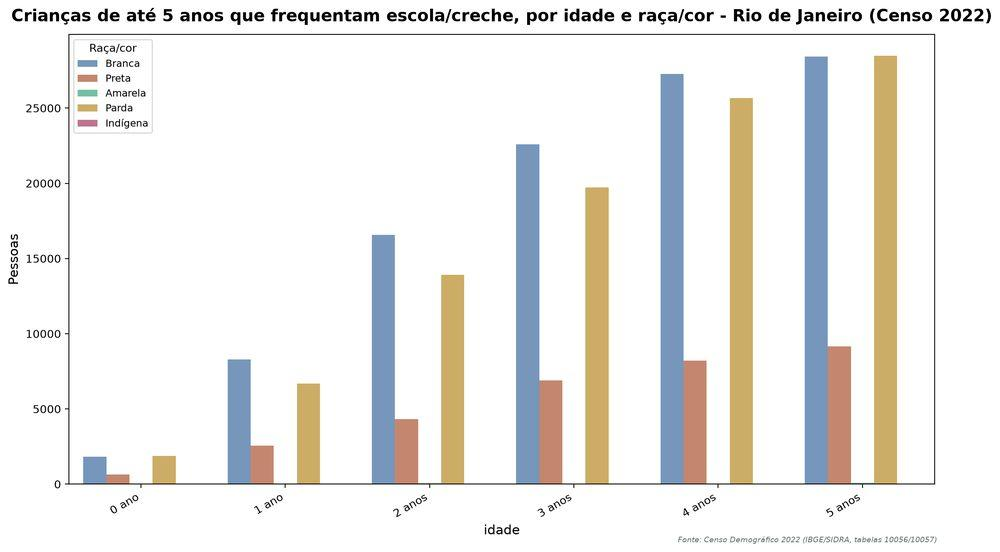 Crianças de até 5 anos que frequentam escola/creche, por idade e raça/cor - Rio de Janeiro (Censo 2022)
Raça/cor
Branca
Preta
Amarela
Parda
Indígena
Pessoas
25000
20000
15000
10000
5000
0
0 ano
1 ano
2 anos
3 anos
4 anos
5 anos
idade
Fonte: Censo Demográfico 2022 (IBGE/SIDRA, tabelas 10056/10057)